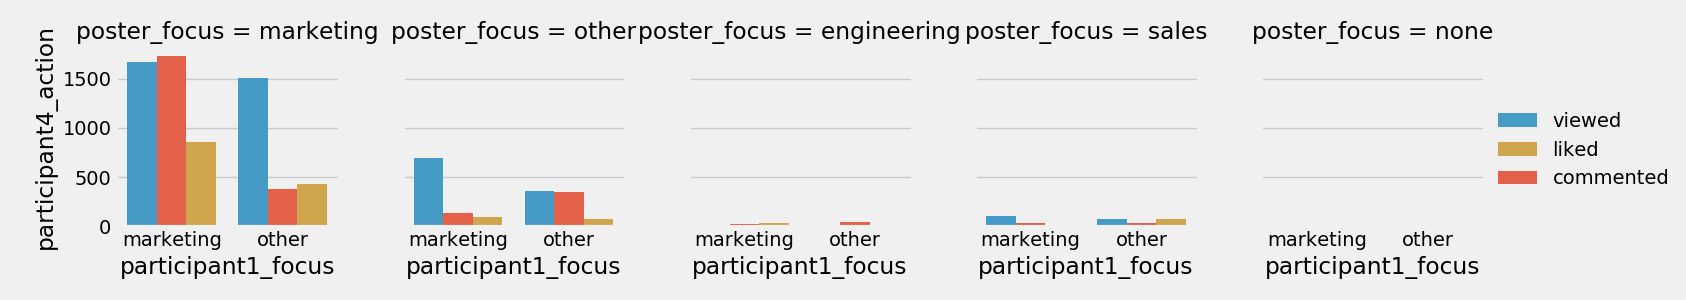 poster_focus = marketing
poster_focus = other
poster_focus = engineering
poster_focus = sales
poster_focus = none
participant4_action
1500
1000
500
0
marketing other
marketing other
marketing other
marketing other
marketing other
participant1_focus
participant1_focus
participant1_focus
participant1_focus
participant1_focus
viewed
liked
commented